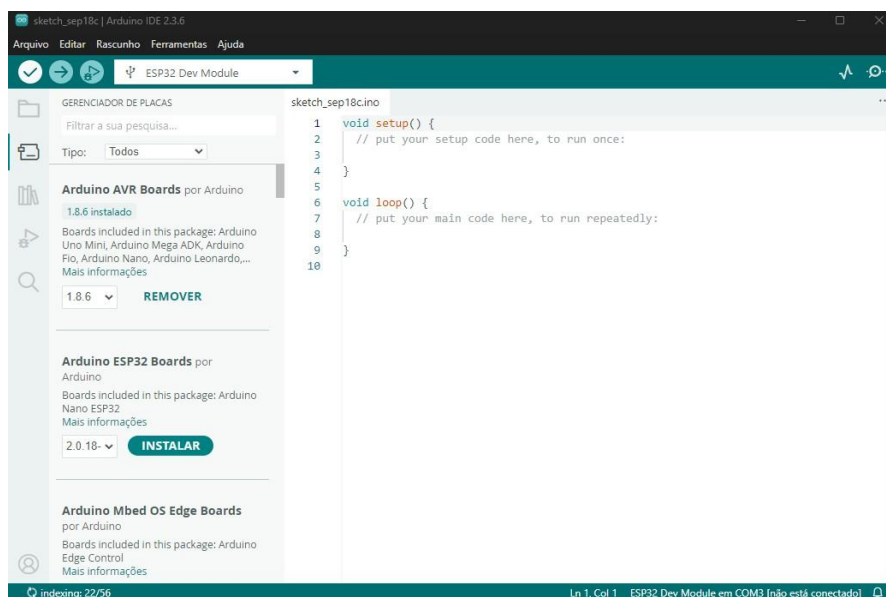 sketch_sep18c | Arduino IDE 2.3.6
Arquivo Editar Rascunho Ferramentas Ajuda
ESP32 Dev Module
GERENCIADOR DE PLACAS
Filtrar a sua pesquisa...
Tipo: Todos
Arduino AVR Boards por Arduino
1.8.6 instalado
Boards included in this package: Arduino
Uno Mini, Arduino Mega ADK, Arduino
Fio, Arduino Nano, Arduino Leonardo,...
Mais informações
1.8.6 REMOVER
Arduino ESP32 Boards por
Arduino
Boards included in this package: Arduino
Nano ESP32
Mais informações
2.0.18- INSTALAR
Arduino Mbed OS Edge Boards
por Arduino
Boards included in this package: Arduino
Edge Control
Mais informações
sketch_sep18c.ino
1 void setup() {
2 // put your setup code here, to run once:
3
4 }
5
6 void loop() {
7 // put your main code here, to run repeatedly:
8
9 }
10
indexing: 22/56
Ln 1, Col 1 ESP32 Dev Module em COM3 [não está conectado]